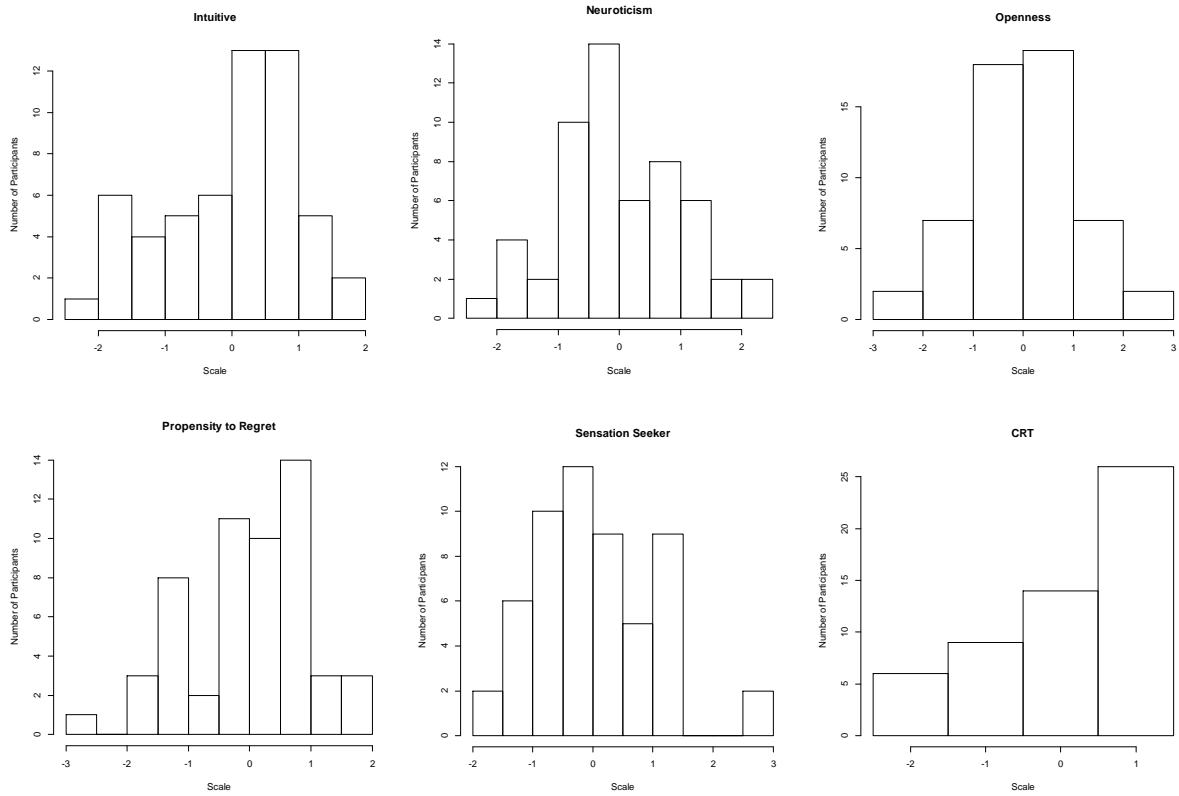 Intuitive
Number of Participants
0 2 4 6 8 10 12
-2 -1 0 1 2
Scale
Neuroticism
Number of Participants
0 2 4 6 8 10 12 14
-2 -1 0 1 2
Scale
Openness
Number of Participants
0 5 10 15
-3 -2 -1 0 1 2 3
Scale
Propensity to Regret
Number of Participants
0 2 4 6 8 10 12 14
-3 -2 -1 0 1 2
Scale
Sensation Seeker
Number of Participants
0 2 4 6 8 10 12
-2 -1 0 1 2 3
Scale
CRT
Number of Participants
0 5 10 15 20 25
-2 -1 0 1
Scale